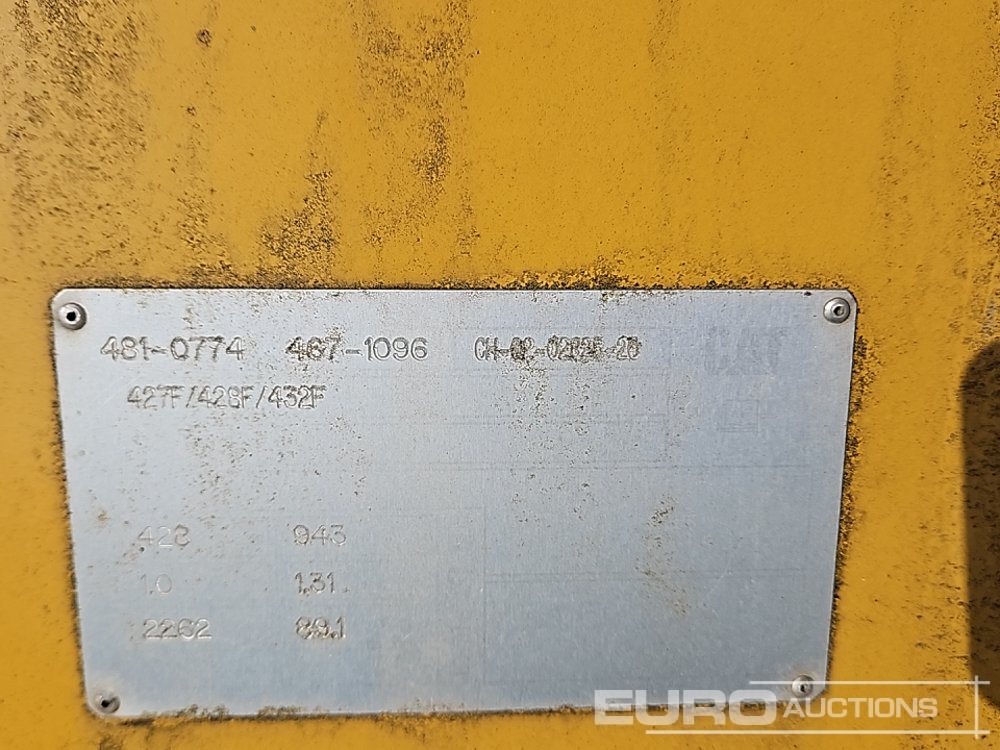 481-0774 467-1096
CAT
427F/428F/432F
428 943
1.0 1.31
2262 89.1
EURO AUCTIONS